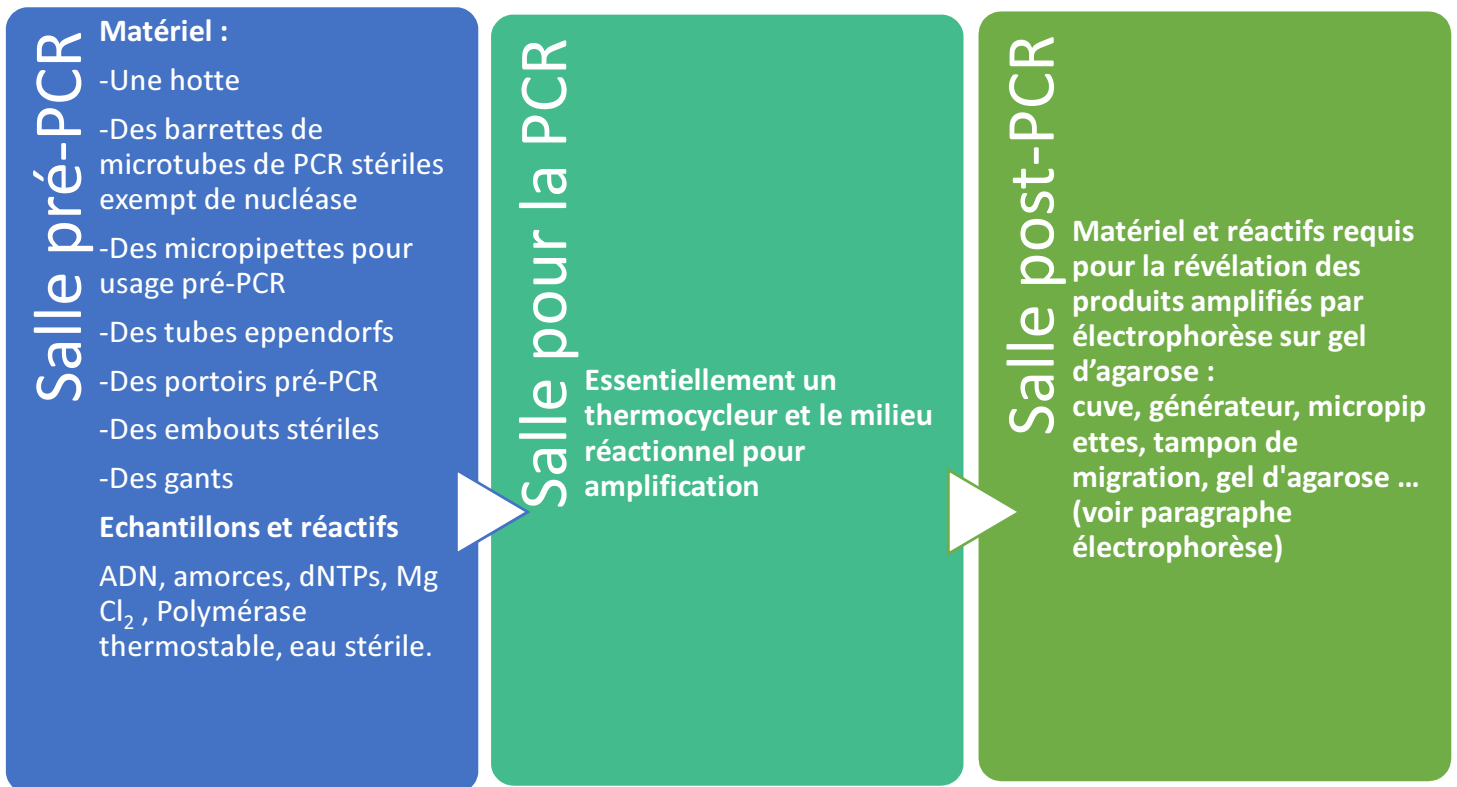 Salle pré-PCR
Matériel :
-Une hotte
-Des barrettes de
microtubes de PCR stériles
exempt de nucléase
-Des micropipettes pour
usage pré-PCR
-Des tubes eppendorfs
-Des portoirs pré-PCR
-Des embouts stériles
-Des gants
Echantillons et réactifs
ADN, amorces, dNTPs, Mg
Cl₂ , Polymérase
thermostable, eau stérile.
Salle pour la PCR
Essentiellement un
thermocycleur et le milieu
réactionnel pour
amplification
Salle post-PCR
Matériel et réactifs requis
pour la révélation des
produits amplifiés par
électrophorèse sur gel
d’agarose :
cuve, générateur, micropip
ettes, tampon de
migration, gel d'agarose ...
(voir paragraphe
électrophorèse)